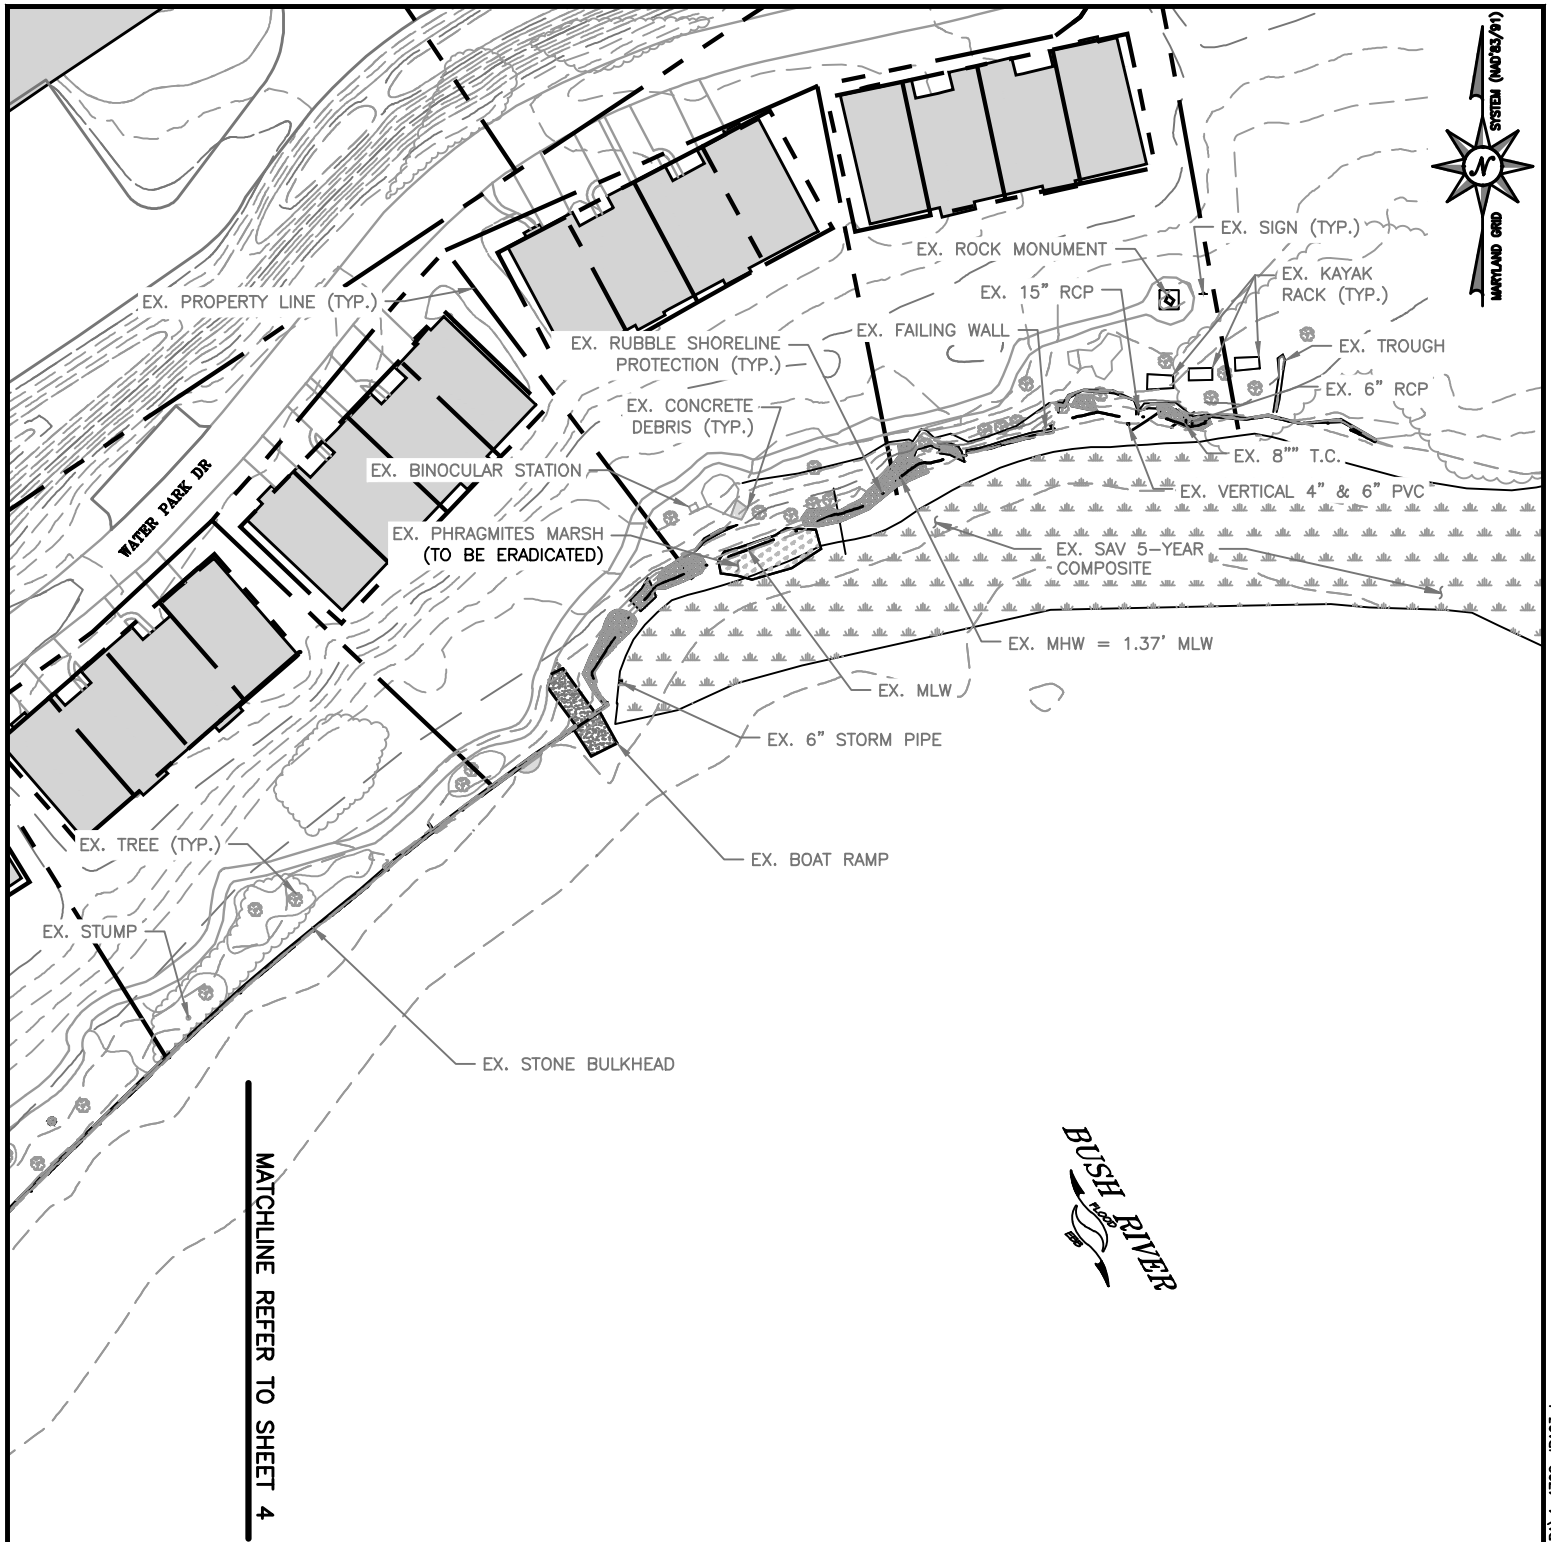 SYSTEM (NAD'83/91)
MARYLAND GRID
N
EX. SIGN (TYP.)
EX. ROCK MONUMENT
EX. KAYAK
RACK (TYP.)
EX. 15" RCP
EX. PROPERTY LINE (TYP.)
EX. FAILING WALL
EX. RUBBLE SHORELINE
PROTECTION (TYP.)
EX. TROUGH
EX. 6" RCP
EX. CONCRETE
DEBRIS (TYP.)
EX. 8"" T.C.
EX. BINOCULAR STATION
EX. VERTICAL 4" & 6" PVC
WATER PARK DR
EX. PHRAGMITES MARSH
(TO BE ERADICATED)
EX. SAV 5-YEAR
COMPOSITE
EX. MHW = 1.37' MLW
EX. MLW
EX. 6" STORM PIPE
EX. TREE (TYP.)
EX. BOAT RAMP
EX. STUMP
EX. STONE BULKHEAD
BUSH RIVER
FLOOD
EBB
MATCHLINE REFER TO SHEET 4